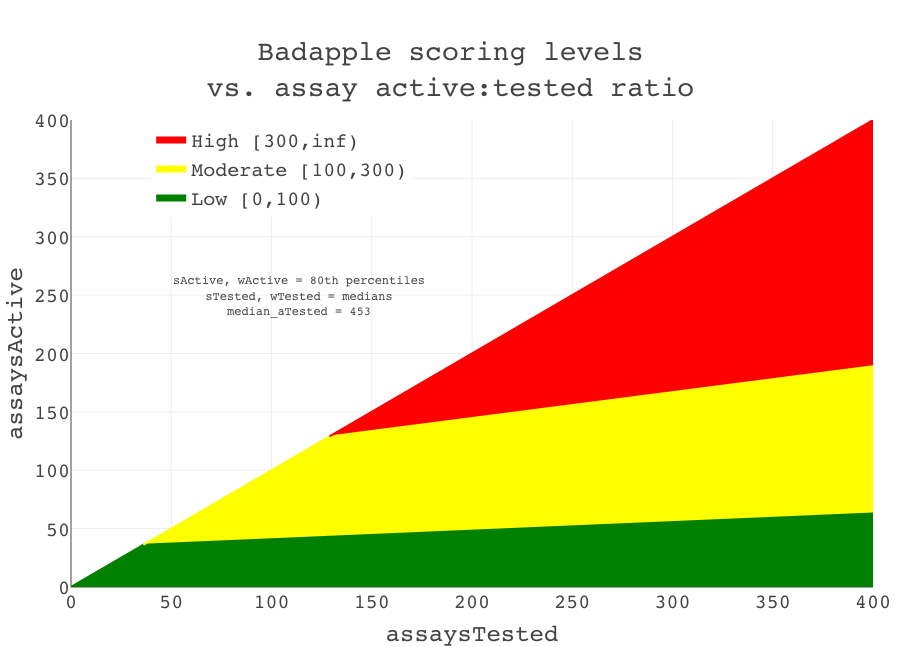 Badapple scoring levels
vs. assay active:tested ratio
High [300,inf)
Moderate [100,300)
Low [0,100)
sActive, wActive = 80th percentiles
sTested, wTested = medians
median_aTested = 453
assaysActive
400
350
300
250
200
150
100
50
0
0 50 100 150 200 250 300 350 400
assaysTested